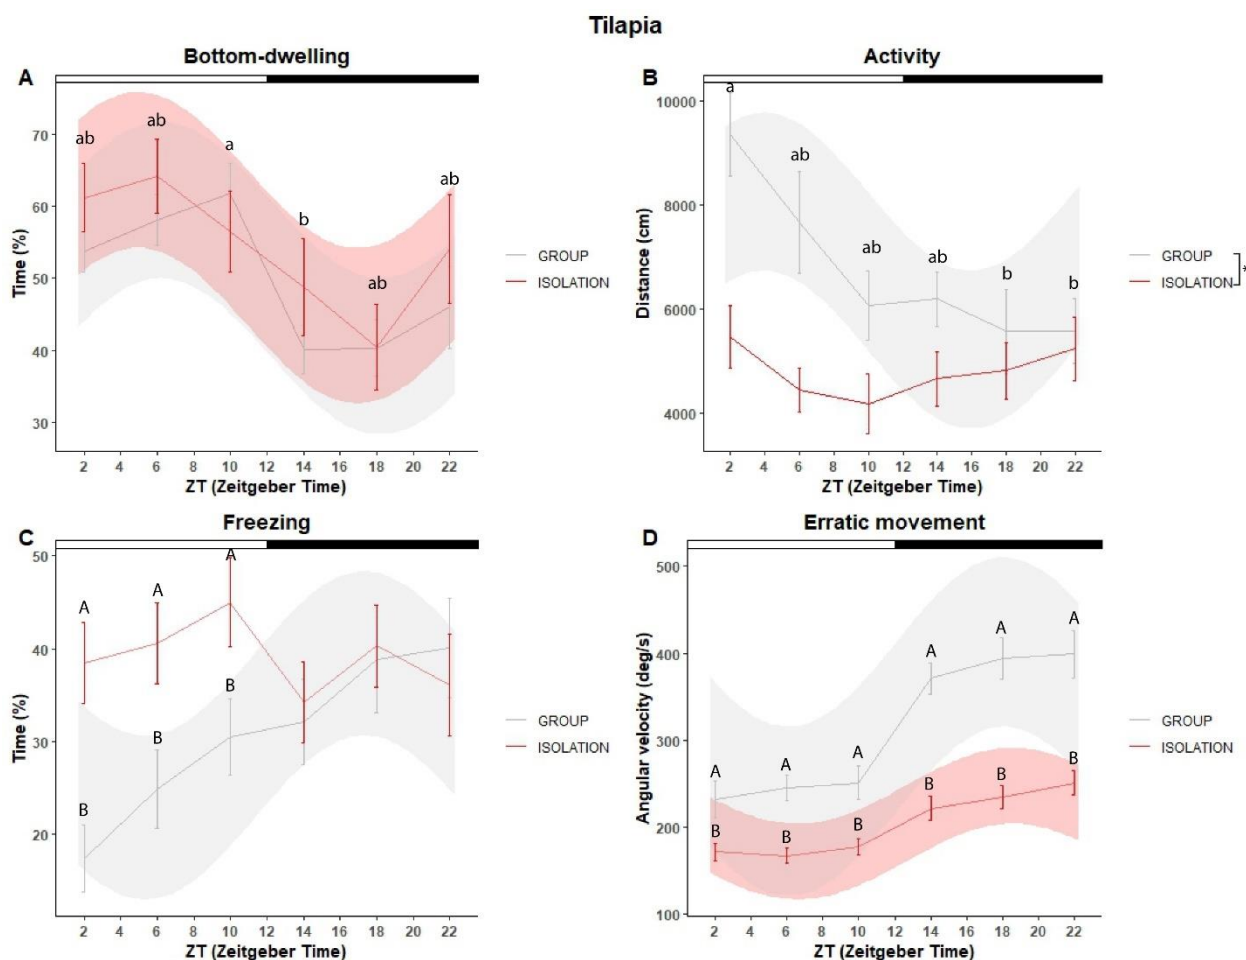 Tilapia
Bottom-dwelling
A
Time (%)
70
60
50
40
30
ab
ab
a
b
ab
ab
2 4 6 8 10 12 14 16 18 20 22
ZT (Zeitgeber Time)
GROUP
ISOLATION
Activity
B
Distance (cm)
10000
8000
6000
4000
a
ab
ab
ab
b
b
2 4 6 8 10 12 14 16 18 20 22
ZT (Zeitgeber Time)
GROUP
ISOLATION
*
Freezing
C
Time (%)
50
40
30
20
A
A
A
B
B
B
2 4 6 8 10 12 14 16 18 20 22
ZT (Zeitgeber Time)
GROUP
ISOLATION
Erratic movement
D
Angular velocity (deg/s)
500
400
300
200
100
A
A
A
A
A
A
B
B
B
B
B
B
2 4 6 8 10 12 14 16 18 20 22
ZT (Zeitgeber Time)
GROUP
ISOLATION